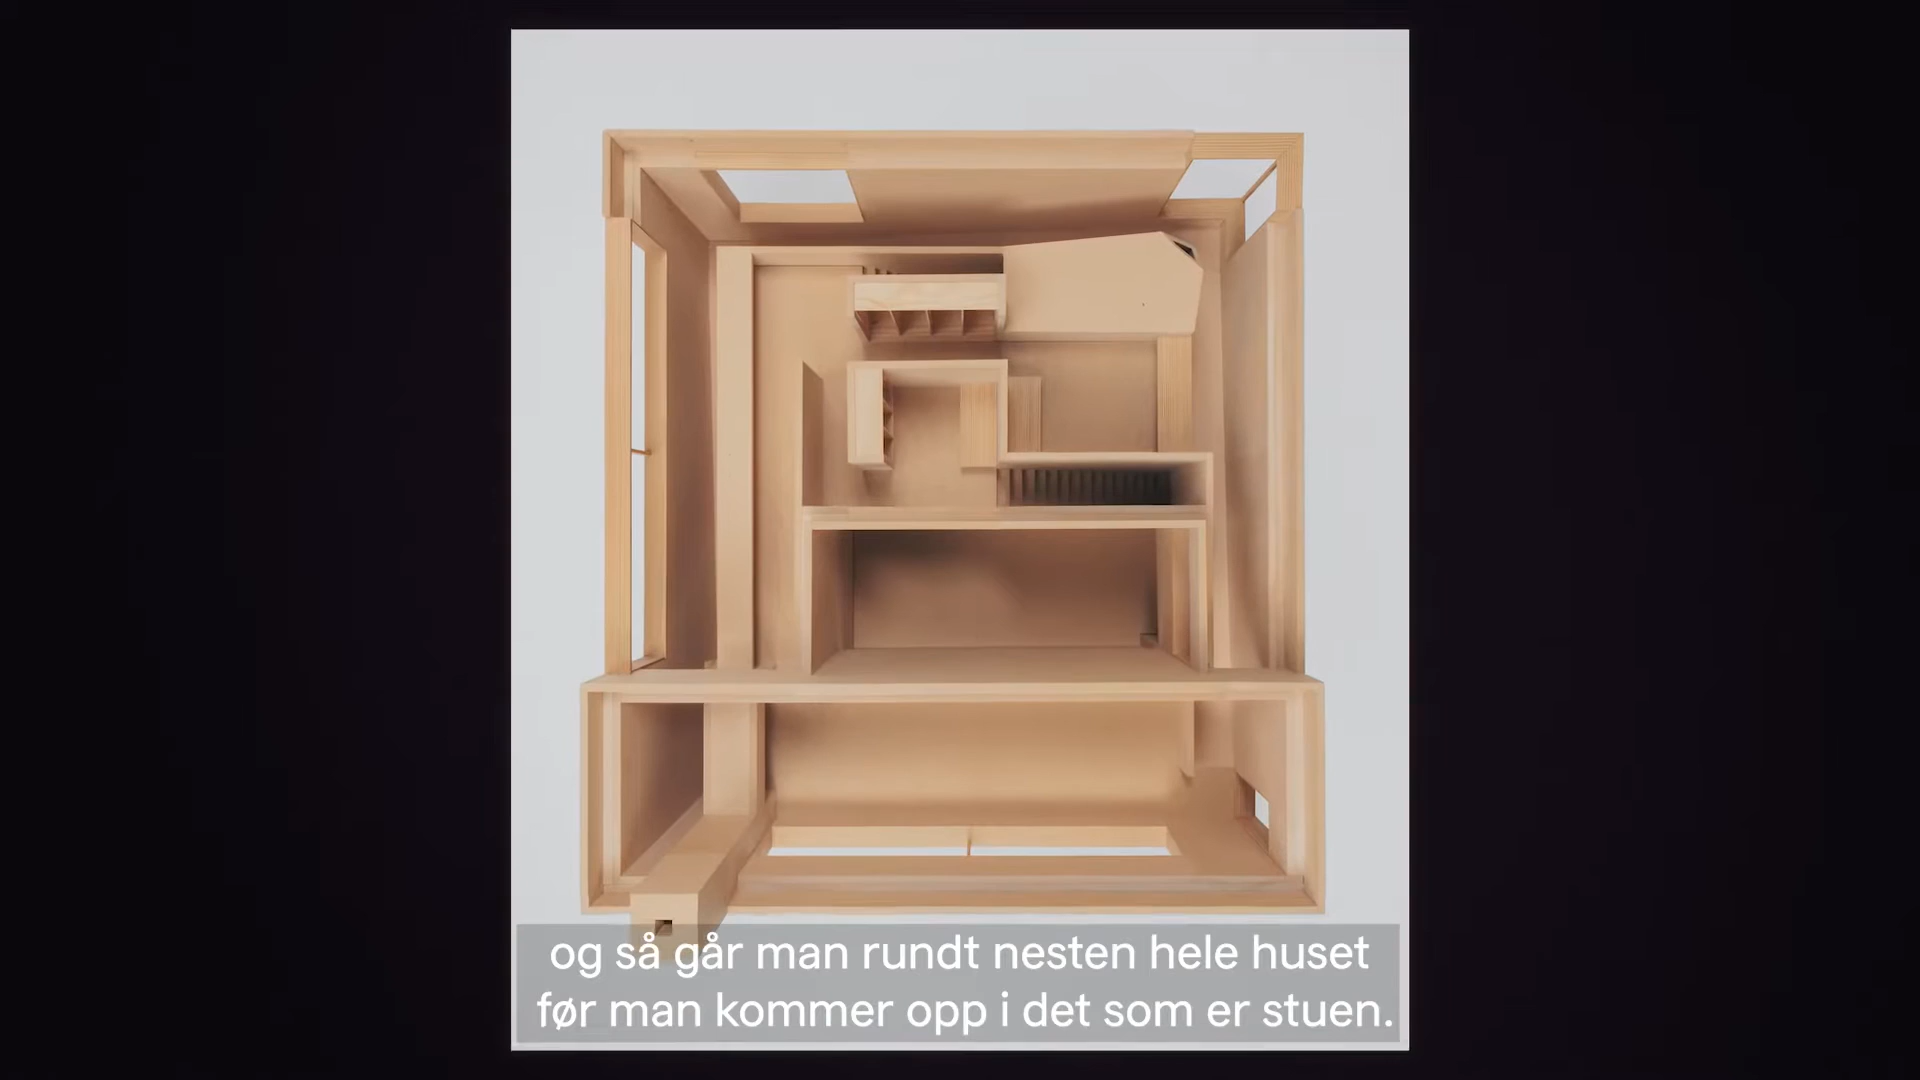 og så går man rundt nesten hele huset
før man kommer opp i det som er stuen.